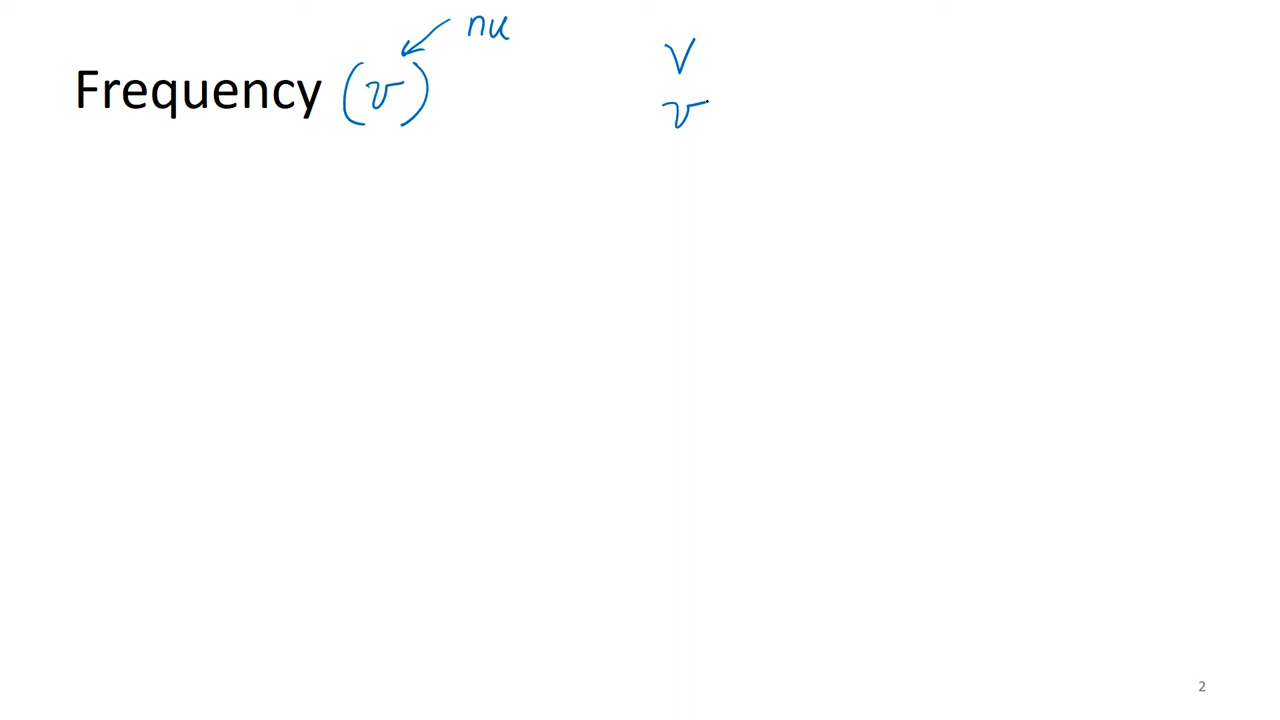 nu
Frequency (ν)
v
ν
2